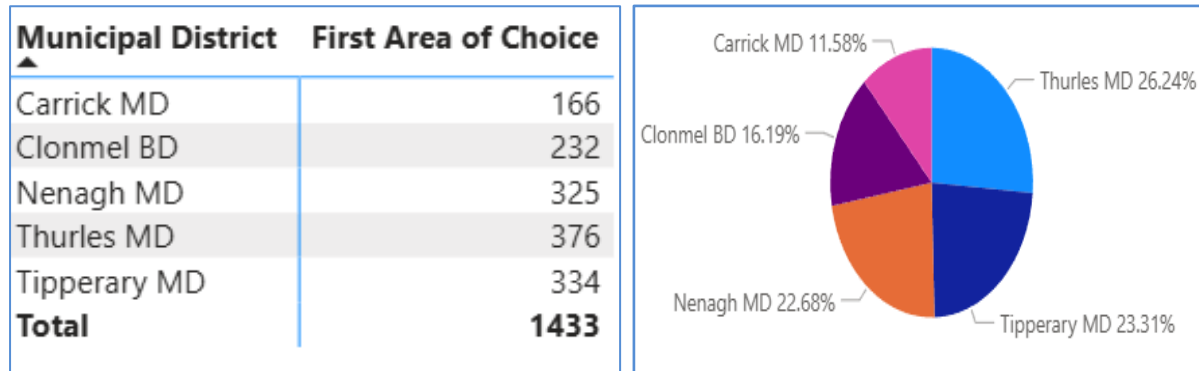 Municipal District First Area of Choice
Carrick MD 166
Clonmel BD 232
Nenagh MD 325
Thurles MD 376
Tipperary MD 334
Total 1433
Carrick MD 11.58%
Thurles MD 26.24%
Clonmel BD 16.19%
Nenagh MD 22.68%
Tipperary MD 23.31%